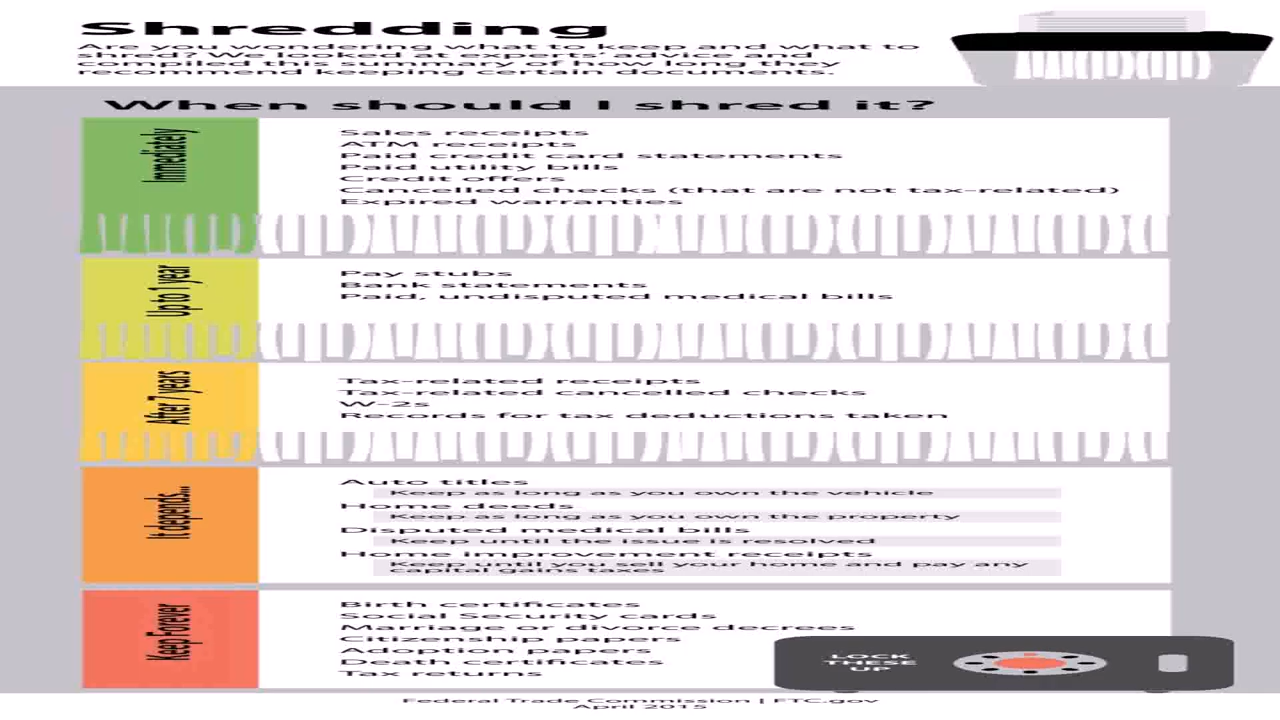 Shredding
Are you wondering what to keep and what to
shred? We looked at experts' advice and
compiled this summary of how long they
recommend keeping certain documents.
When should I shred it?
Immediately
Sales receipts
ATM receipts
Paid credit card statements
Paid utility bills
Credit offers
Cancelled checks (that are not tax-related)
Expired warranties
Up to 1 year
Pay stubs
Bank statements
Paid, undisputed medical bills
After 7 years
Tax-related receipts
Tax-related cancelled checks
W-2s
Records for tax deductions taken
It depends...
Auto titles
Keep as long as you own the vehicle
Home deeds
Keep as long as you own the property
Disputed medical bills
Keep until the issue is resolved
Home improvement receipts
Keep until you sell your home and pay any
capital gains taxes
Keep Forever
Birth certificates
Social Security cards
Marriage or divorce decrees
Citizenship papers
Adoption papers
Death certificates
Tax returns
LOCK
THESE
UP
Federal Trade Commission | FTC.gov
April 2015